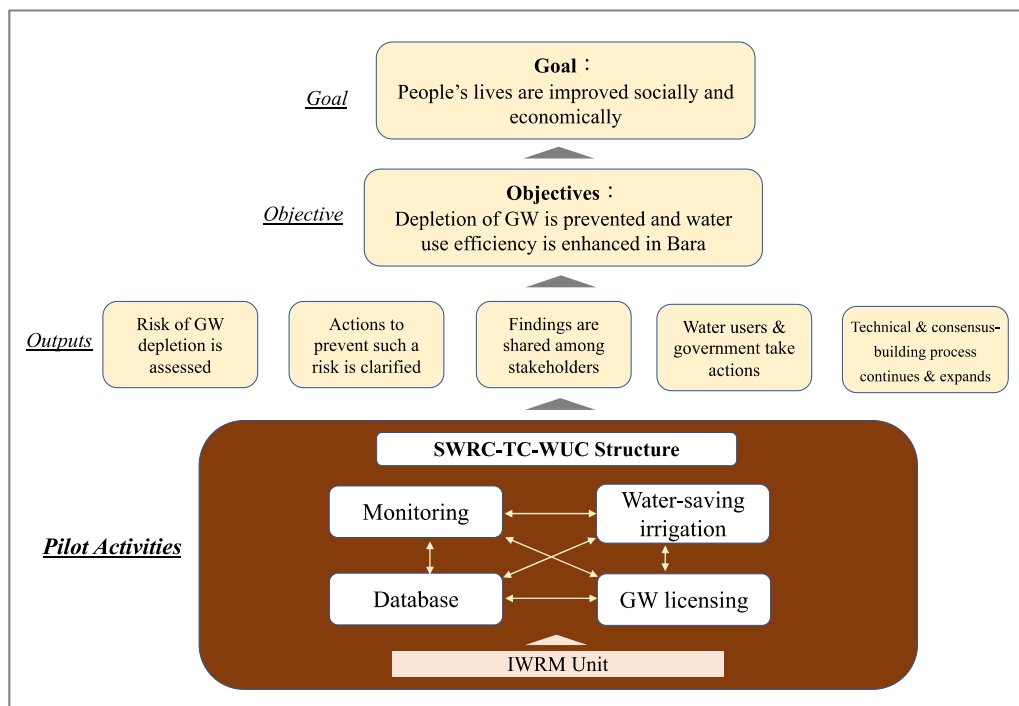 Goal
Goal：
People's lives are improved socially and
economically
Objective
Objectives：
Depletion of GW is prevented and water
use efficiency is enhanced in Bara
Outputs
Risk of GW
depletion is
assessed
Actions to
prevent such a
risk is clarified
Findings are
shared among
stakeholders
Water users &
government take
actions
Technical & consensus-
building process
continues & expands
Pilot Activities
SWRC-TC-WUC Structure
Monitoring
Water-saving
irrigation
Database
GW licensing
IWRM Unit